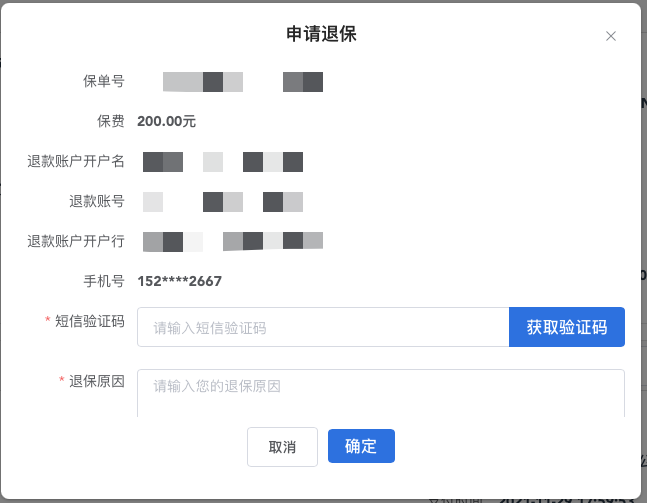 申请退保
保单号
保费 200.00元
退款账户开户名
退款账号
退款账户开户行
手机号 152****2667
* 短信验证码 请输入短信验证码 获取验证码
* 退保原因 请输入您的退保原因
取消 确定